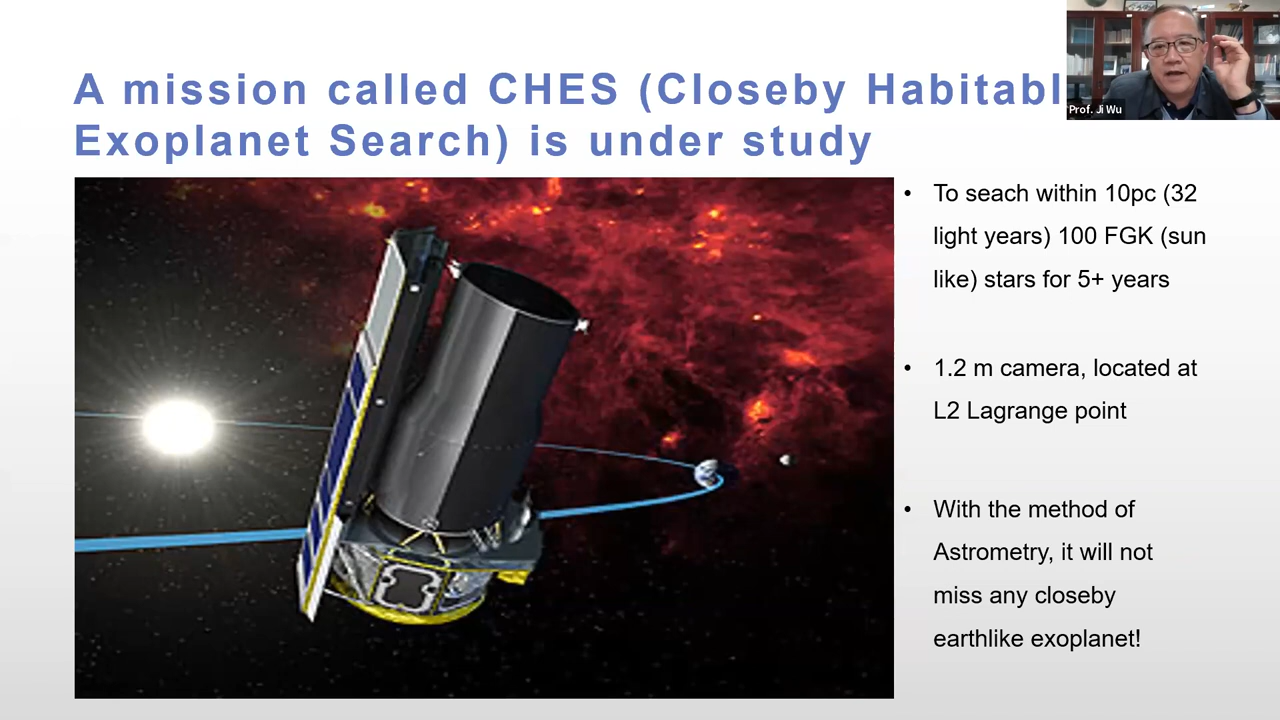 A mission called CHES (Closeby Habitabl
Exoplanet Search) is under study
Prof. Ji Wu
• To seach within 10pc (32
light years) 100 FGK (sun
like) stars for 5+ years
• 1.2 m camera, located at
L2 Lagrange point
• With the method of
Astrometry, it will not
miss any closeby
earthlike exoplanet!